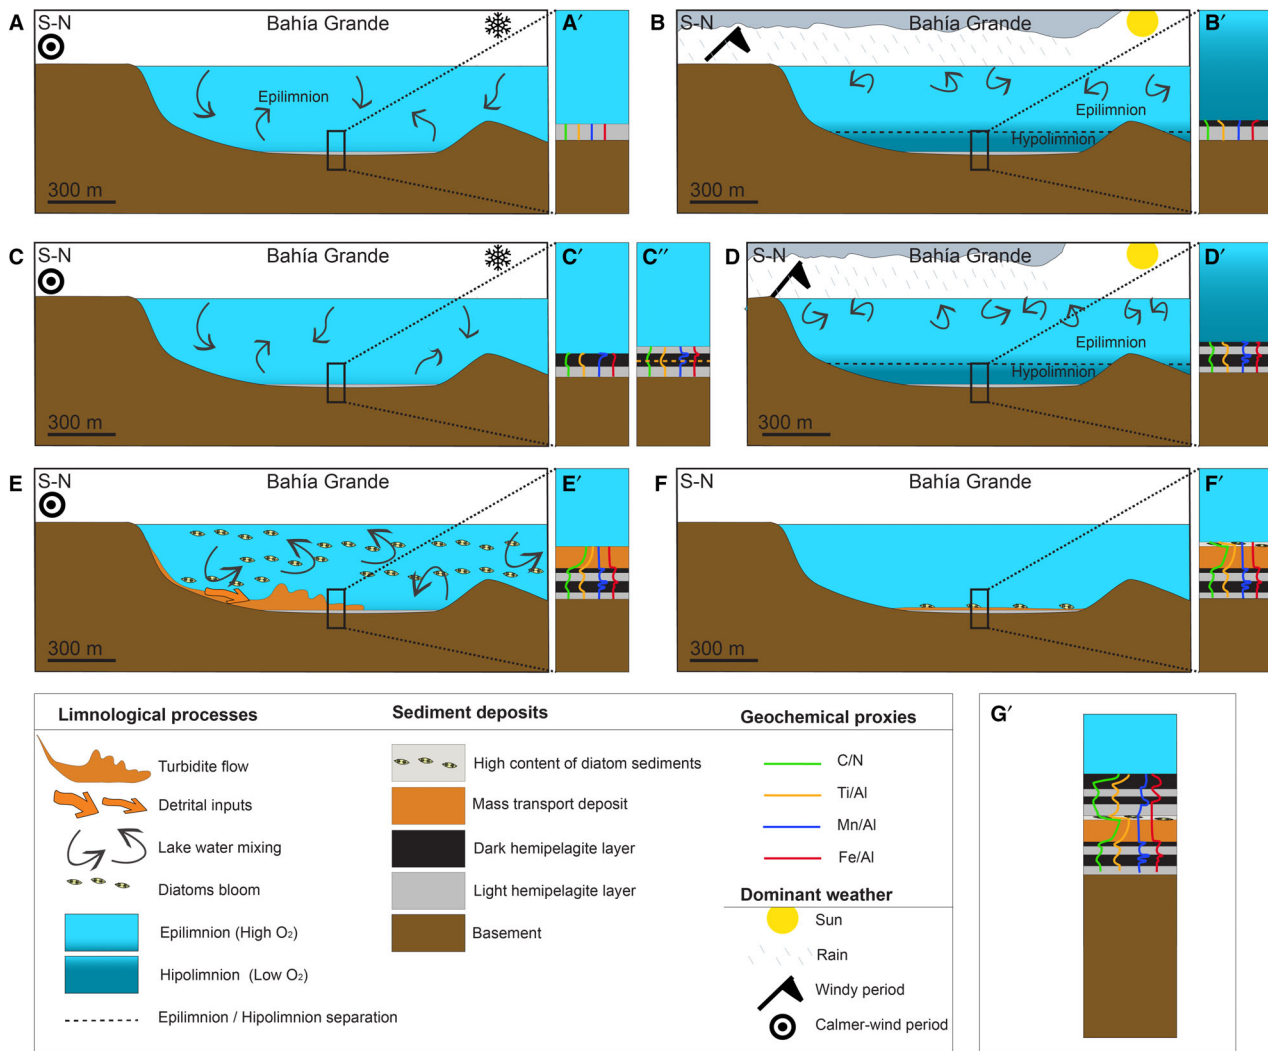 A
S-N
Bahía Grande
Epilimnion
300 m
A′
B
S-N
Bahía Grande
Epilimnion
Hypolimnion
300 m
B′
C
S-N
Bahía Grande
300 m
C′
C′′
D
S-N
Bahía Grande
Epilimnion
Hypolimnion
300 m
D′
E
S-N
Bahía Grande
300 m
E′
F
S-N
Bahía Grande
300 m
F′
Limnological processes
Turbidite flow
Detrital inputs
Lake water mixing
Diatoms bloom
Epilimnion (High O₂)
Hipolimnion (Low O₂)
Epilimnion / Hipolimnion separation
Sediment deposits
High content of diatom sediments
Mass transport deposit
Dark hemipelagite layer
Light hemipelagite layer
Basement
Geochemical proxies
C/N
Ti/Al
Mn/Al
Fe/Al
Dominant weather
Sun
Rain
Windy period
Calmer-wind period
G′